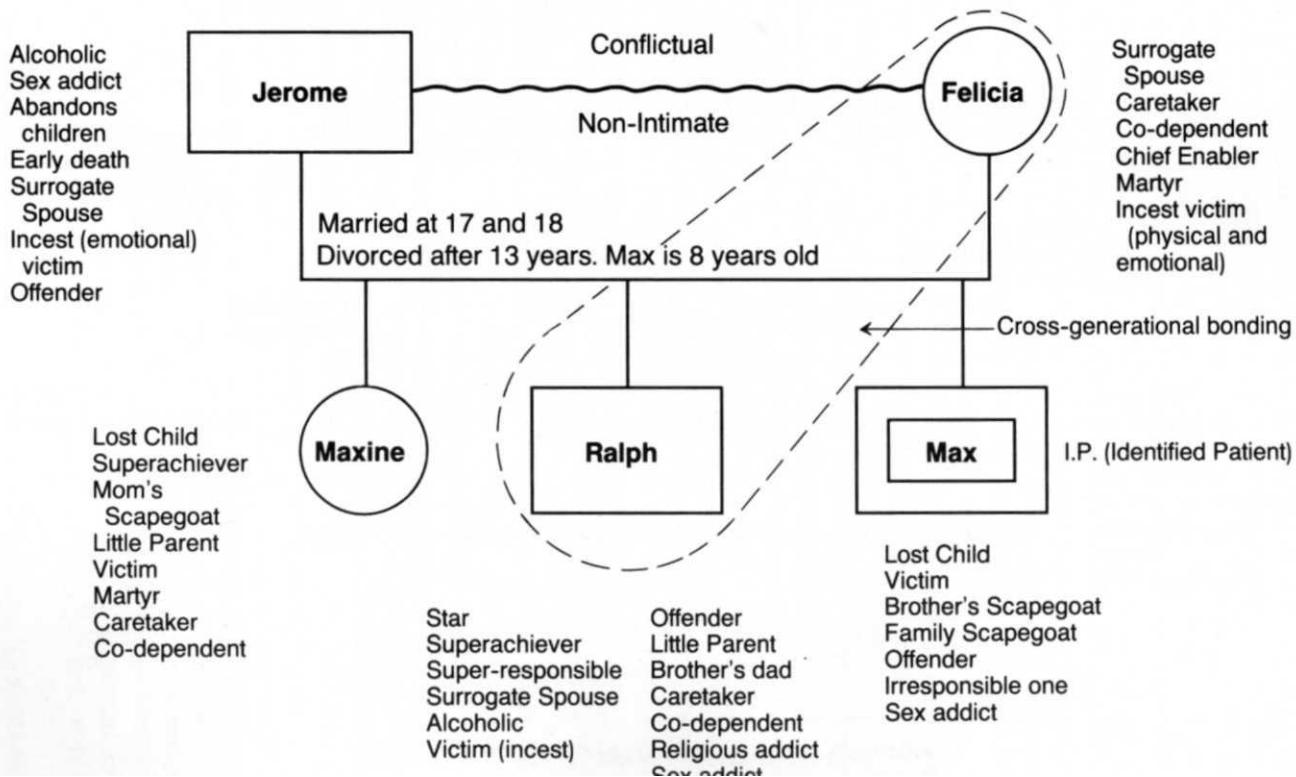 Alcoholic
Sex addict
Abandons
children
Early death
Surrogate
Spouse
Incest (emotional)
victim
Offender
Jerome
Conflictual
Non-Intimate
Felicia
Surrogate
Spouse
Caretaker
Co-dependent
Chief Enabler
Martyr
Incest victim
(physical and
emotional)
Married at 17 and 18
Divorced after 13 years. Max is 8 years old
Cross-generational bonding
Maxine
Ralph
Max
I.P. (Identified Patient)
Lost Child
Superachiever
Mom's
Scapegoat
Little Parent
Victim
Martyr
Caretaker
Co-dependent
Star
Superachiever
Super-responsible
Surrogate Spouse
Alcoholic
Victim (incest)
Offender
Little Parent
Brother's dad
Caretaker
Co-dependent
Religious addict
Sex addict
Lost Child
Victim
Brother's Scapegoat
Family Scapegoat
Offender
Irresponsible one
Sex addict